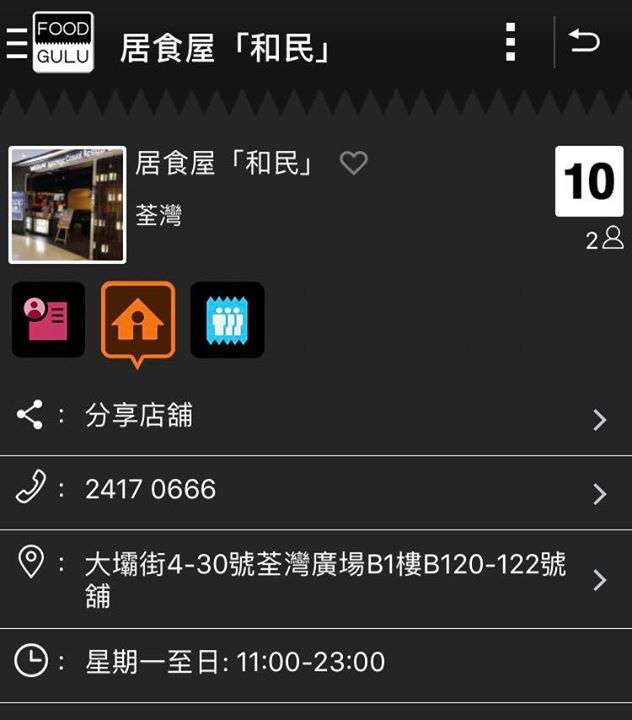 FOOD
GULU
居食屋「和民」
居食屋「和民」
荃灣
10
2
: 分享店舖
: 2417 0666
: 大壩街4-30號荃灣廣場B1樓B120-122號
舖
: 星期一至日: 11:00-23:00